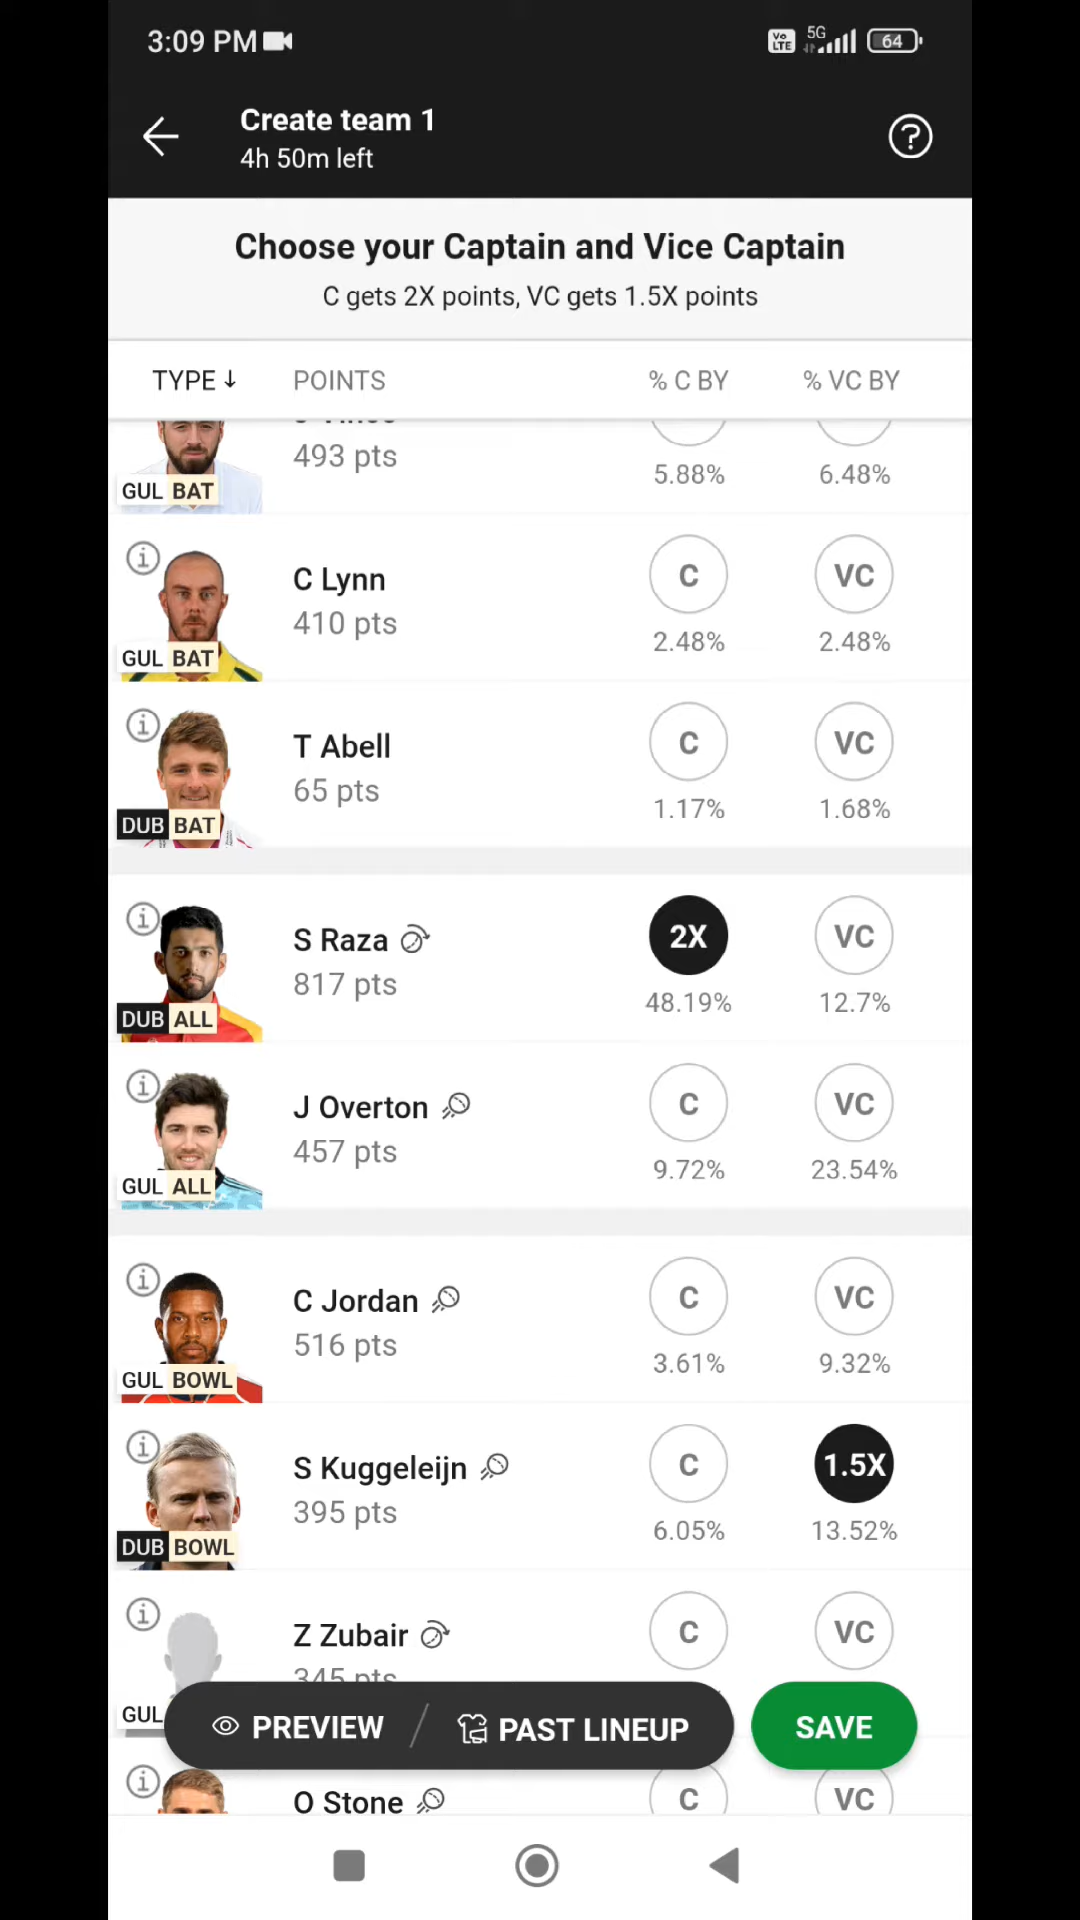 3:09 PM
Vo LTE 5G 64
Create team 1
4h 50m left
Choose your Captain and Vice Captain
C gets 2X points, VC gets 1.5X points
TYPE ↓ POINTS % C BY % VC BY
493 pts
5.88% 6.48%
GUL BAT
C Lynn C VC
410 pts
2.48% 2.48%
GUL BAT
T Abell C VC
65 pts
1.17% 1.68%
DUB BAT
S Raza 2X VC
817 pts
48.19% 12.7%
DUB ALL
J Overton C VC
457 pts
9.72% 23.54%
GUL ALL
C Jordan C VC
516 pts
3.61% 9.32%
GUL BOWL
S Kuggeleijn C 1.5X
395 pts
6.05% 13.52%
DUB BOWL
Z Zubair C VC
345 pts
GUL
PREVIEW / PAST LINEUP SAVE
O Stone C VC